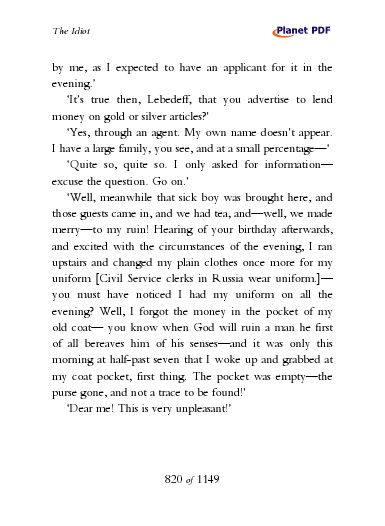 The Idiot
Planet PDF
by me, as I expected to have an applicant for it in the
evening.'
'It's true then, Lebedeff, that you advertise to lend
money on gold or silver articles?'
'Yes, through an agent. My own name doesn't appear.
I have a large family, you see, and at a small percentage—'
'Quite so, quite so. I only asked for information—
excuse the question. Go on.'
'Well, meanwhile that sick boy was brought here, and
those guests came in, and we had tea, and—well, we made
merry—to my ruin! Hearing of your birthday afterwards,
and excited with the circumstances of the evening, I ran
upstairs and changed my plain clothes once more for my
uniform [Civil Service clerks in Russia wear uniform.]—
you must have noticed I had my uniform on all the
evening? Well, I forgot the money in the pocket of my
old coat— you know when God will ruin a man he first
of all bereaves him of his senses—and it was only this
morning at half-past seven that I woke up and grabbed at
my coat pocket, first thing. The pocket was empty—the
purse gone, and not a trace to be found!'
'Dear me! This is very unpleasant!'
820 of 1149